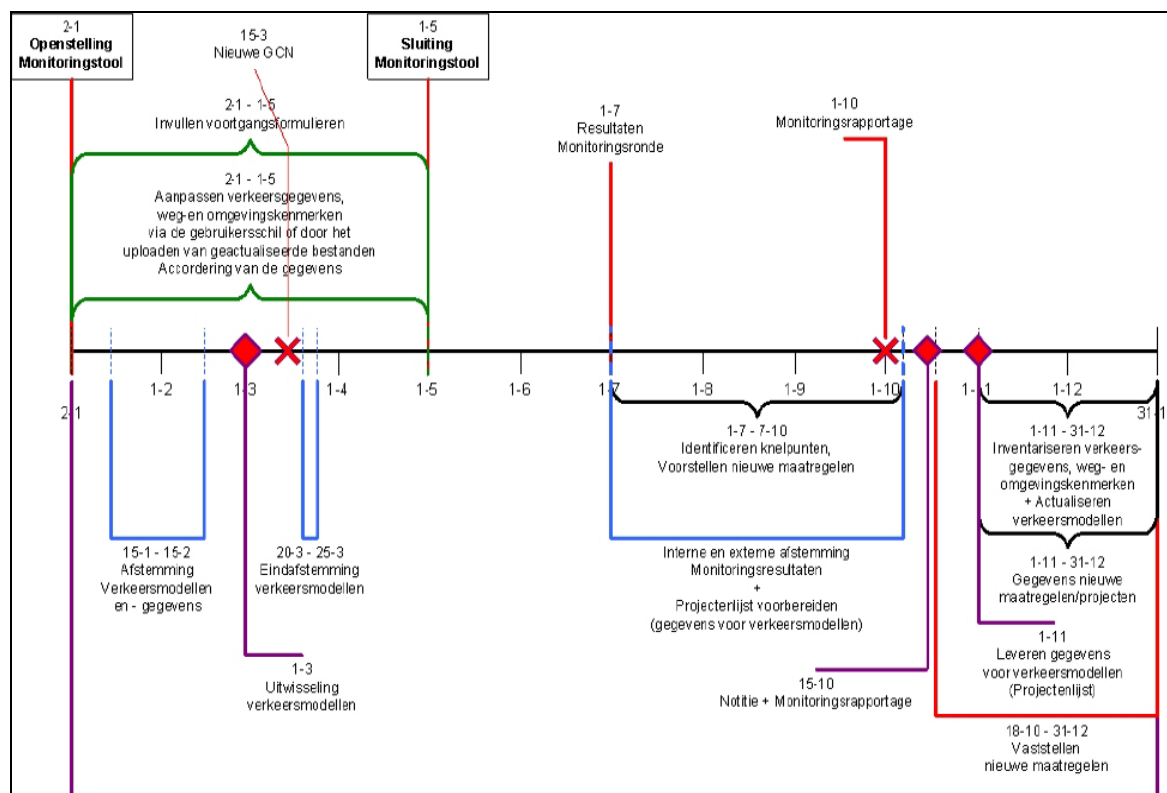 2-1
Openstelling
Monitoringstool
15-3
Nieuwe GCN
1-5
Sluiting
Monitoringstool
2-1 - 1-5
Invullen voortgangsformulieren
2-1 - 1-5
Aanpassen verkeersgegevens,
weg-en omgevingskenmerken
via de gebruikersschil of door het
uploaden van geactualiseerde bestanden
Accordering van de gegevens
1-7
Resultaten
Monitoringsronde
1-10
Monitoringsrapportage
2-1
1-2
1-3
1-4
1-5
1-6
1-7
1-8
1-9
1-10
1-11
1-12
31-1
15-1 - 15-2
Afstemming
Verkeersmodellen
en - gegevens
20-3 - 25-3
Eindafstemming
verkeersmodellen
1-3
Uitwisseling
verkeersmodellen
1-7 - 7-10
Identificeren knelpunten,
Voorstellen nieuwe maatregelen
Interne en externe afstemming
Monitoringsresultaten
+
Projectenlijst voorbereiden
(gegevens voor verkeersmodellen)
15-10
Notitie + Monitoringsrapportage
1-11 - 31-12
Inventariseren verkeers-
gegevens, weg- en
omgevingskenmerken
+ Actualiseren
verkeersmodellen
1-11 - 31-12
Gegevens nieuwe
maatregelen/projecten
1-11
Leveren gegevens
voor verkeersmodellen
(Projectenlijst)
18-10 - 31-12
Vaststellen
nieuwe maatregelen